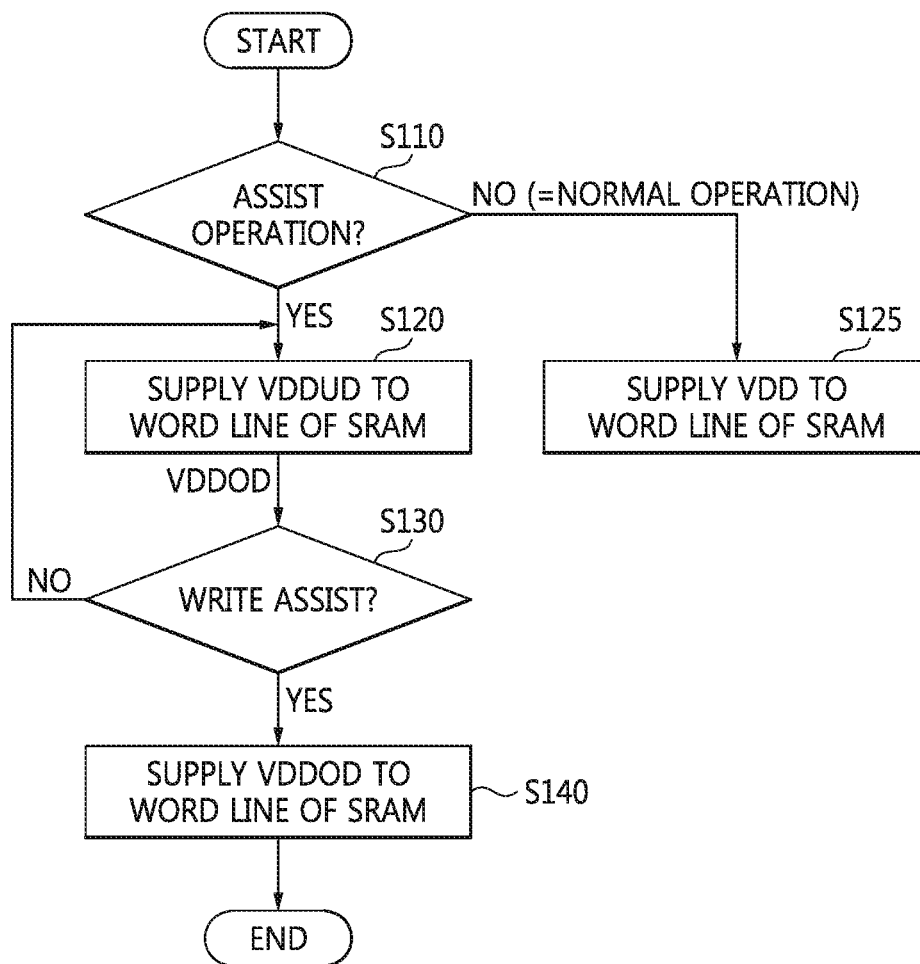 START
S110
ASSIST
OPERATION?
NO (=NORMAL OPERATION)
YES
S120
SUPPLY VDDUD TO
WORD LINE OF SRAM
S125
SUPPLY VDD TO
WORD LINE OF SRAM
VDDOD
S130
NO
WRITE ASSIST?
YES
SUPPLY VDDOD TO
WORD LINE OF SRAM
S140
END